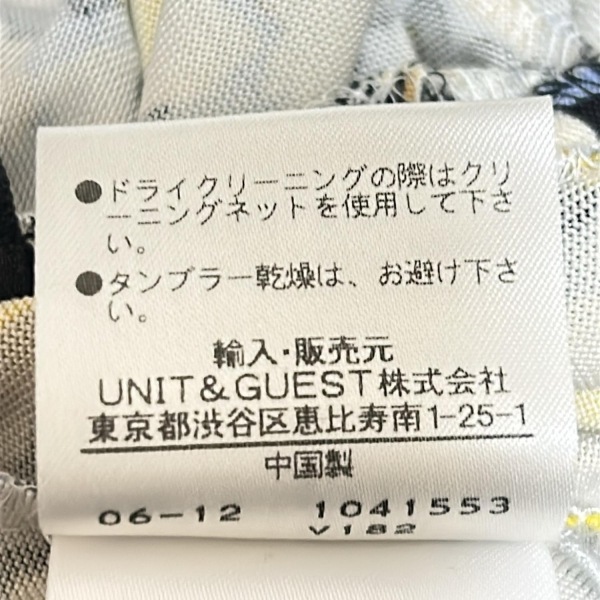 ●ドライクリーニングの際はクリ
ーニングネットを使用して下さ
い。
●タンブラー乾燥は、お避け下さ
い。
輸入・販売元
UNIT&GUEST株式会社
東京都渋谷区恵比寿南1-25-1
中国製
06-12 1041553
V182